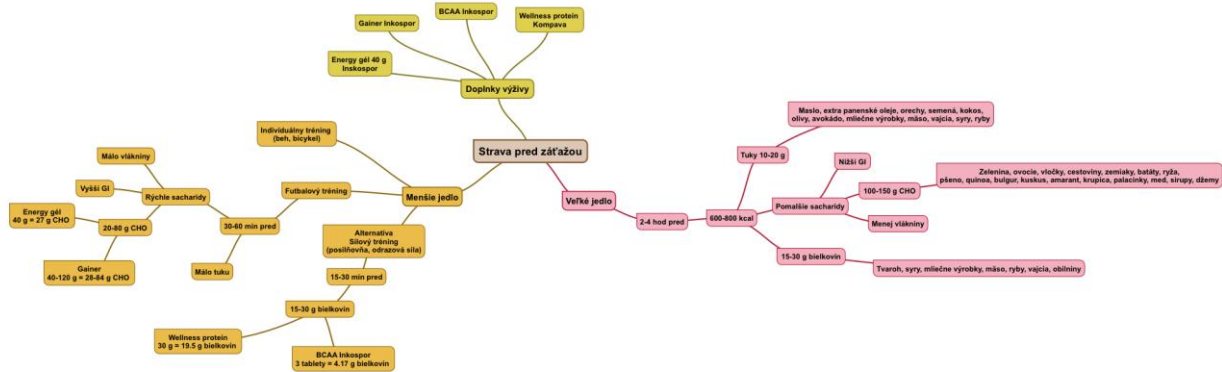 BCAA Inkospor
Gainer Inkospor
Wellness protein
Kompava
Energy gél 40 g
Inskospor
Doplnky výživy
Strava pred záťažou
Individuálny tréning
(beh, bicykel)
Menšie jedlo
Futbalový tréning
30-60 min pred
Rýchle sacharidy
Málo vlákniny
Vyšší GI
20-80 g CHO
Energy gél
40 g = 27 g CHO
Gainer
40-120 g = 28-84 g CHO
Málo tuku
Alternatíva
Silový tréning
(posilňovňa, odrazová sila)
15-30 min pred
15-30 g bielkovín
Wellness protein
30 g = 19.5 g bielkovín
BCAA Inkospor
3 tablety = 4.17 g bielkovín
Veľké jedlo
2-4 hod pred
600-800 kcal
Tuky 10-20 g
Maslo, extra panenské oleje, orechy, semená, kokos,
olivy, avokádo, mliečne výrobky, mäso, vajcia, syry, ryby
Pomalšie sacharidy
Nižší GI
100-150 g CHO
Zelenina, ovocie, vločky, cestoviny, zemiaky, batáty, ryža,
pšeno, quinoa, bulgur, kuskus, amarant, krupica, palacinky, med, sirupy, džemy
Menej vlákniny
15-30 g bielkovín
Tvaroh, syry, mliečne výrobky, mäso, ryby, vajcia, obilniny